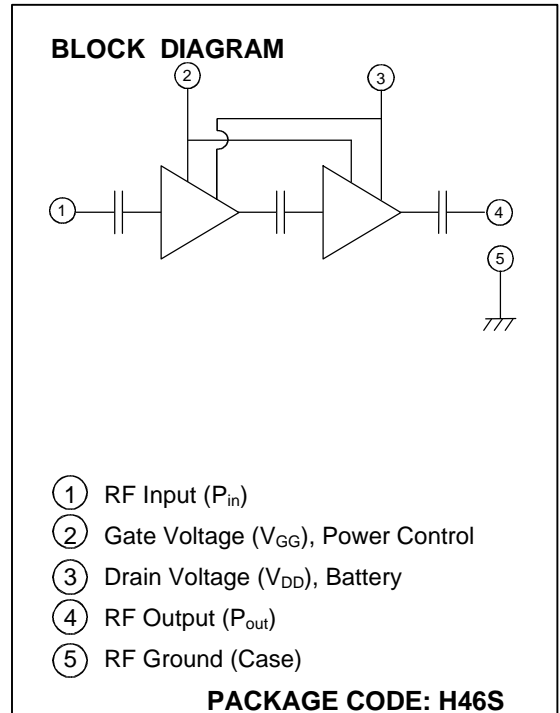 BLOCK DIAGRAM
2
3
1
4
5
1 RF Input (Pin)
2 Gate Voltage (VGG), Power Control
3 Drain Voltage (VDD), Battery
4 RF Output (Pout)
5 RF Ground (Case)
PACKAGE CODE: H46S